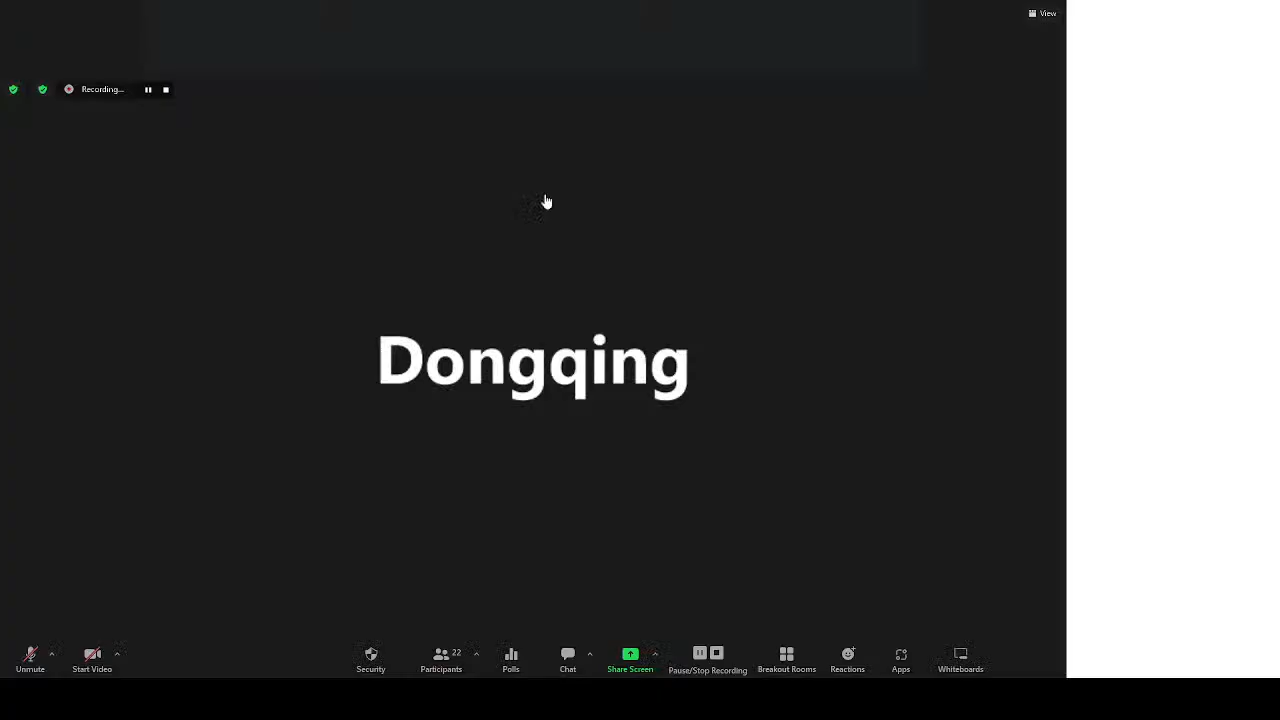 View
Recording...
Dongqing
22
Unmute
Start Video
Security
Participants
Polls
Chat
Share Screen
Pause/Stop Recording
Breakout Rooms
Reactions
Apps
Whiteboards